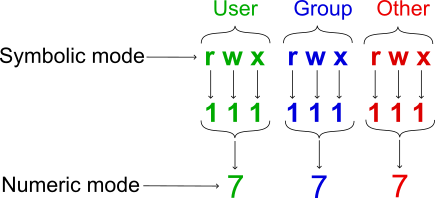 User Group Other
Symbolic mode r w x r w x r w x
1 1 1 1 1 1 1 1 1
Numeric mode 7 7 7